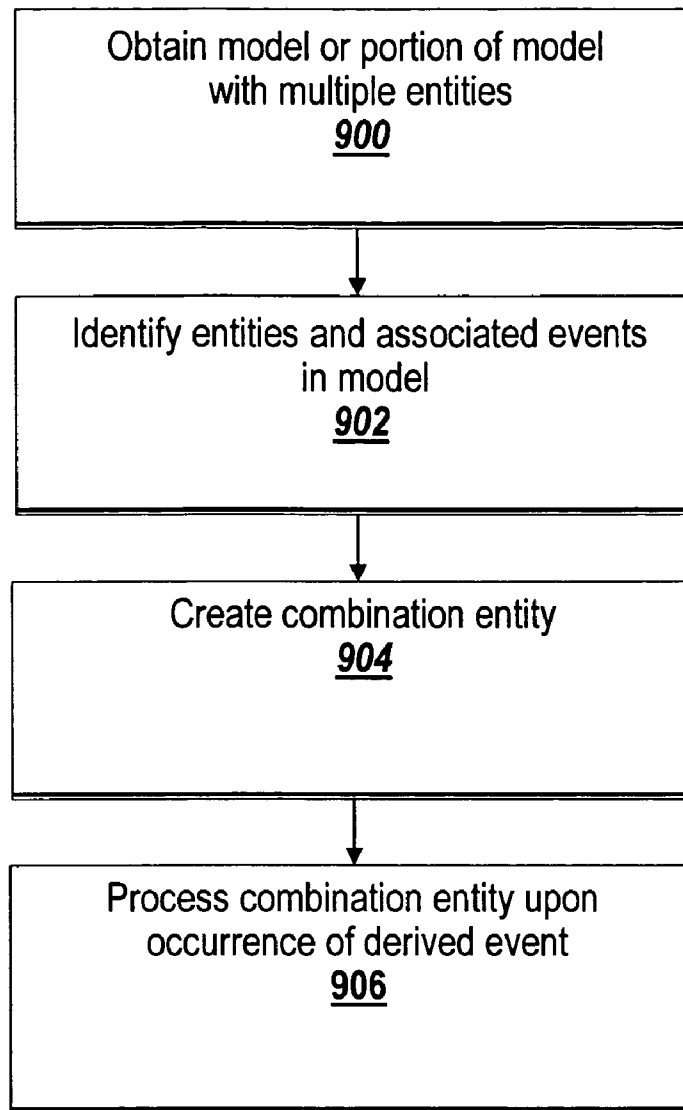 Obtain model or portion of model
with multiple entities
900
Identify entities and associated events
in model
902
Create combination entity
904
Process combination entity upon
occurrence of derived event
906